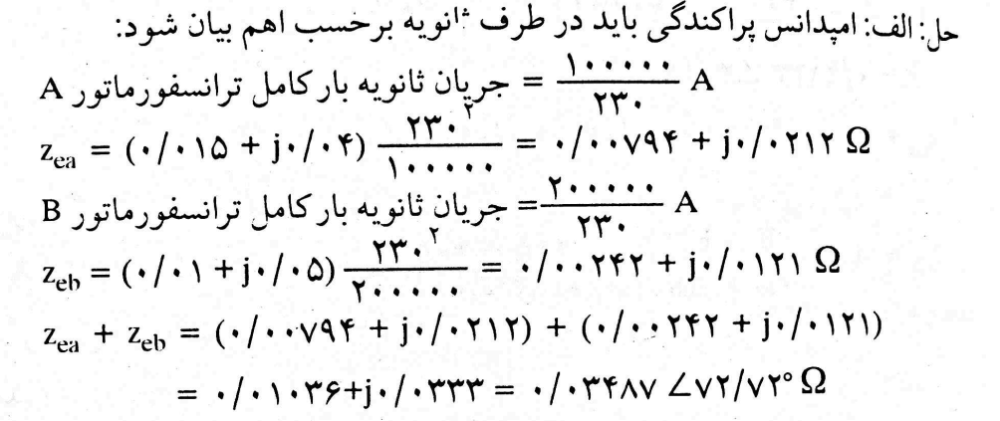 حل: الف: امپدانس پراکندگی باید در طرف ثانویه برحسب اهم بیان شود:
جریان ثانویه بار کامل ترانسفورماتور A = ۱۰۰۰۰۰/۲۳۰ A
z_ea = (۰/۰۱۵ + j۰/۰۴) ۲۳۰²/۱۰۰۰۰۰ = ۰/۰۰۷۹۴ + j۰/۰۲۱۲ Ω
جریان ثانویه بار کامل ترانسفورماتور B = ۲۰۰۰۰۰/۲۳۰ A
z_eb = (۰/۰۱ + j۰/۰۵) ۲۳۰²/۲۰۰۰۰۰ = ۰/۰۰۲۴۲ + j۰/۰۱۲۱ Ω
z_ea + z_eb = (۰/۰۰۷۹۴ + j۰/۰۲۱۲) + (۰/۰۰۲۴۲ + j۰/۰۱۲۱)
= ۰/۰۱۰۳۶+j۰/۰۳۳۳ = ۰/۰۳۴۸۷ ∠۷۲/۷۲° Ω